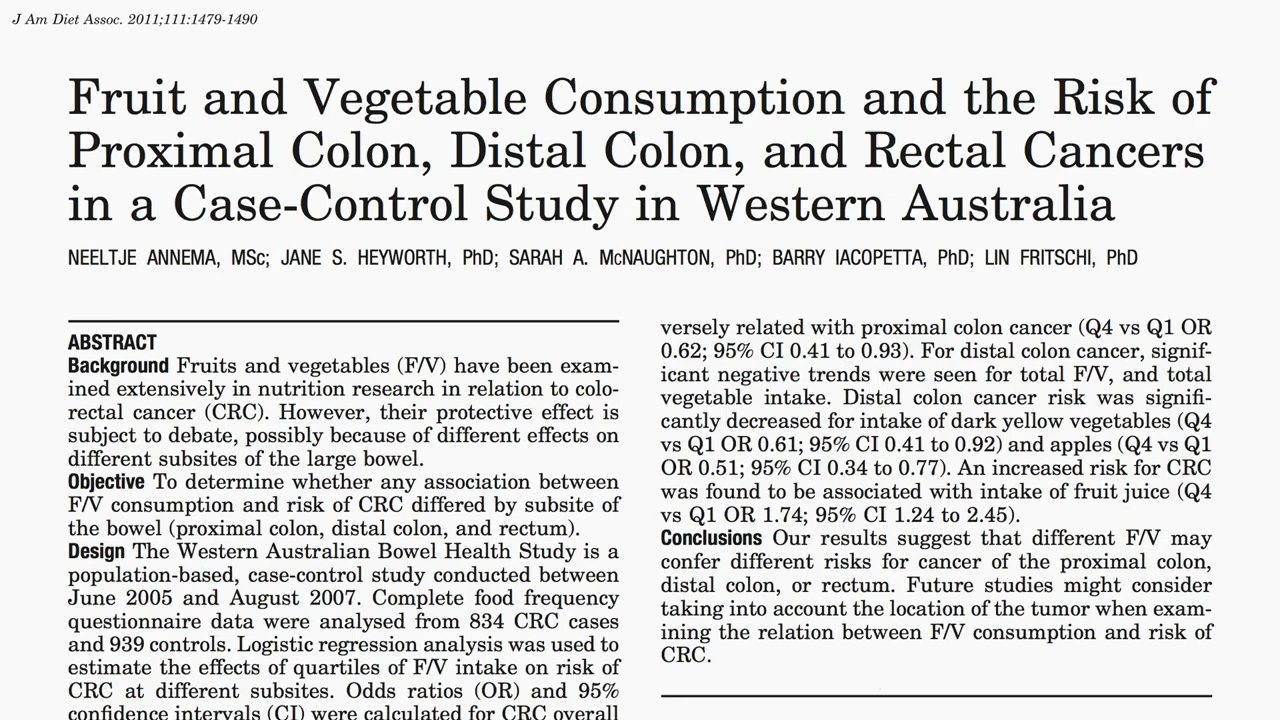 J Am Diet Assoc. 2011;111:1479-1490
Fruit and Vegetable Consumption and the Risk of
Proximal Colon, Distal Colon, and Rectal Cancers
in a Case-Control Study in Western Australia
NEELTJE ANNEMA, MSc; JANE S. HEYWORTH, PhD; SARAH A. McNAUGHTON, PhD; BARRY IACOPETTA, PhD; LIN FRITSCHI, PhD
ABSTRACT
Background Fruits and vegetables (F/V) have been exam-
ined extensively in nutrition research in relation to colo-
rectal cancer (CRC). However, their protective effect is
subject to debate, possibly because of different effects on
different subsites of the large bowel.
Objective To determine whether any association between
F/V consumption and risk of CRC differed by subsite of
the bowel (proximal colon, distal colon, and rectum).
Design The Western Australian Bowel Health Study is a
population-based, case-control study conducted between
June 2005 and August 2007. Complete food frequency
questionnaire data were analysed from 834 CRC cases
and 939 controls. Logistic regression analysis was used to
estimate the effects of quartiles of F/V intake on risk of
CRC at different subsites. Odds ratios (OR) and 95%
confidence intervals (CI) were calculated for CRC overall
versely related with proximal colon cancer (Q4 vs Q1 OR
0.62; 95% CI 0.41 to 0.93). For distal colon cancer, signif-
icant negative trends were seen for total F/V, and total
vegetable intake. Distal colon cancer risk was signifi-
cantly decreased for intake of dark yellow vegetables (Q4
vs Q1 OR 0.61; 95% CI 0.41 to 0.92) and apples (Q4 vs Q1
OR 0.51; 95% CI 0.34 to 0.77). An increased risk for CRC
was found to be associated with intake of fruit juice (Q4
vs Q1 OR 1.74; 95% CI 1.24 to 2.45).
Conclusions Our results suggest that different F/V may
confer different risks for cancer of the proximal colon,
distal colon, or rectum. Future studies might consider
taking into account the location of the tumor when exam-
ining the relation between F/V consumption and risk of
CRC.